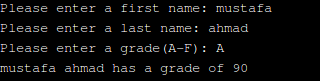 Please enter a first name: mustafa
Please enter a last name: ahmad
Please enter a grade(A-F): A
mustafa ahmad has a grade of 90